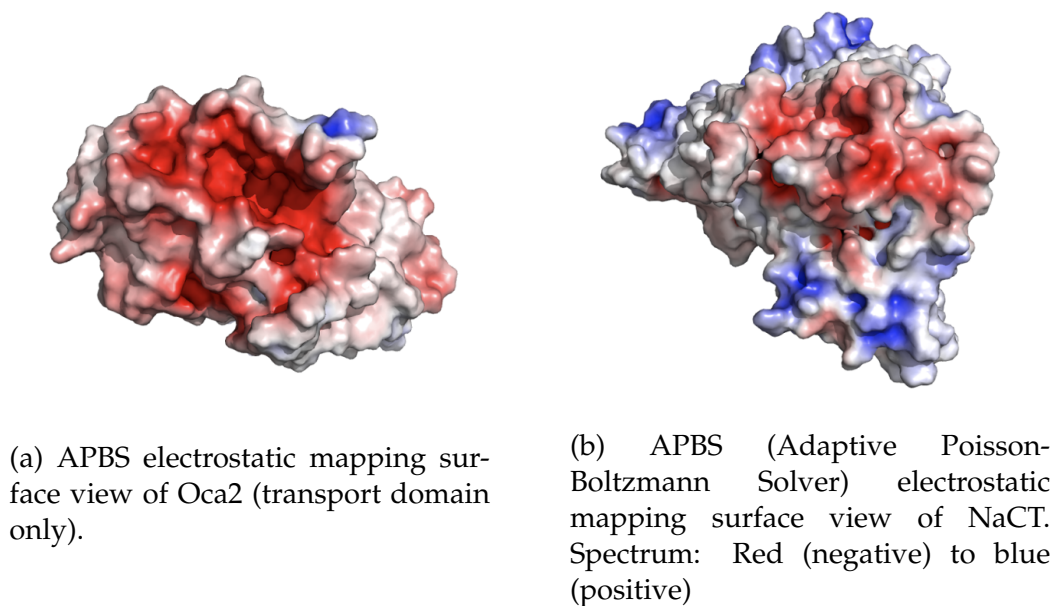 (a) APBS electrostatic mapping sur-
face view of Oca2 (transport domain
only).
(b) APBS (Adaptive Poisson-
Boltzmann Solver) electrostatic
mapping surface view of NaCT.
Spectrum: Red (negative) to blue
(positive)